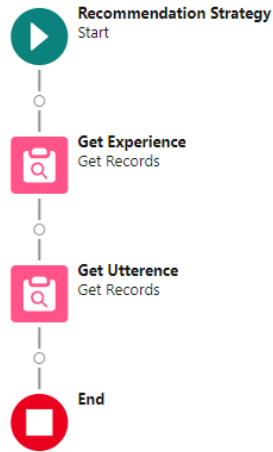 Recommendation Strategy
Start
Get Experience
Get Records
Get Utterence
Get Records
End